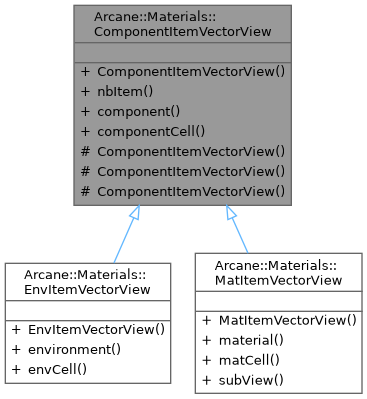 Arcane::Materials::
ComponentItemVectorView
+ ComponentItemVectorView()
+ nbItem()
+ component()
+ componentCell()
# ComponentItemVectorView()
# ComponentItemVectorView()
# ComponentItemVectorView()
Arcane::Materials::
EnvItemVectorView
+ EnvItemVectorView()
+ environment()
+ envCell()
Arcane::Materials::
MatItemVectorView
+ MatItemVectorView()
+ material()
+ matCell()
+ subView()